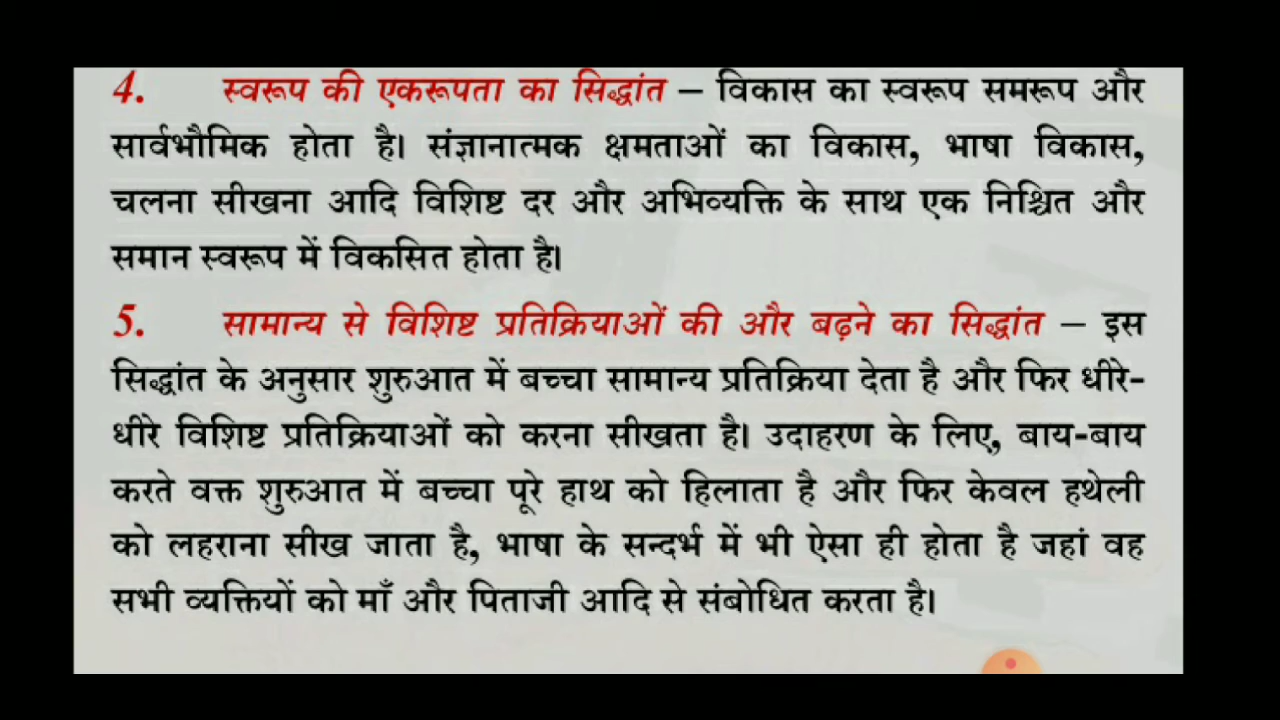 4. स्वरूप की एकरूपता का सिद्धांत – विकास का स्वरूप समरूप और
सार्वभौमिक होता है। संज्ञानात्मक क्षमताओं का विकास, भाषा विकास,
चलना सीखना आदि विशिष्ट दर और अभिव्यक्ति के साथ एक निश्चित और
समान स्वरूप में विकसित होता है।
5. सामान्य से विशिष्ट प्रतिक्रियाओं की और बढ़ने का सिद्धांत – इस
सिद्धांत के अनुसार शुरुआत में बच्चा सामान्य प्रतिक्रिया देता है और फिर धीरे-
धीरे विशिष्ट प्रतिक्रियाओं को करना सीखता है। उदाहरण के लिए, बाय-बाय
करते वक्त शुरुआत में बच्चा पूरे हाथ को हिलाता है और फिर केवल हथेली
को लहराना सीख जाता है, भाषा के सन्दर्भ में भी ऐसा ही होता है जहां वह
सभी व्यक्तियों को माँ और पिताजी आदि से संबोधित करता है।